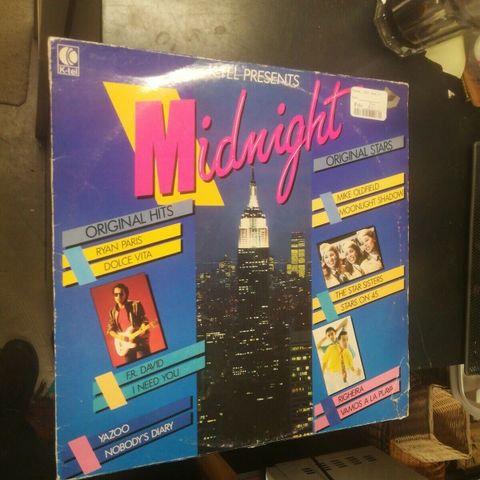 K-tel
K-TEL PRESENTS
Midnight
ORIGINAL HITS
RYAN PARIS
DOLCE VITA
F.R. DAVID
I NEED YOU
YAZOO
NOBODY'S DIARY
ORIGINAL STARS
MIKE OLDFIELD
MOONLIGHT SHADOW
THE STAR SISTERS
STARS ON 45
RIGHEIRA
VAMOS A LA PLAYA